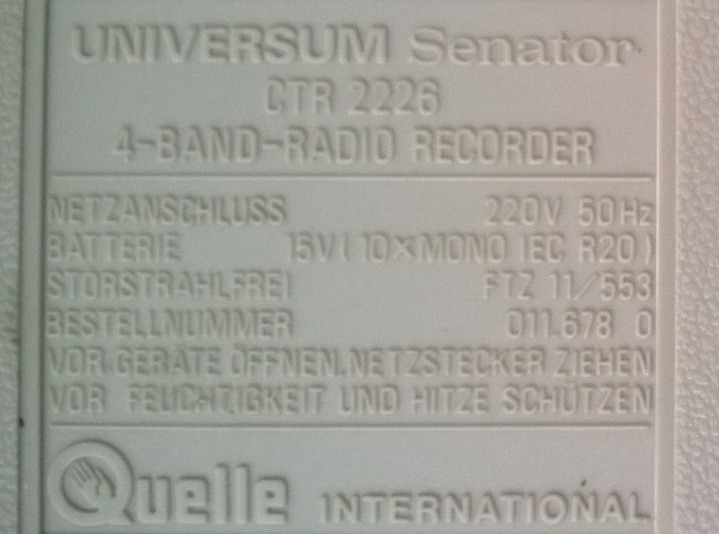 UNIVERSUM Senator
CTR 2226
4-BAND-RADIO RECORDER
NETZANSCHLUSS 220V 50Hz
BATTERIE 15V (10×MONO IEC R20)
STÖRSTRAHLFREI FTZ 11/553
BESTELLNUMMER 011.678 0
VOR GERÄTE ÖFFNEN.NETZSTECKER ZIEHEN
VOR FEUCHTIGKEIT UND HITZE SCHÜTZEN
Quelle INTERNATIONAL